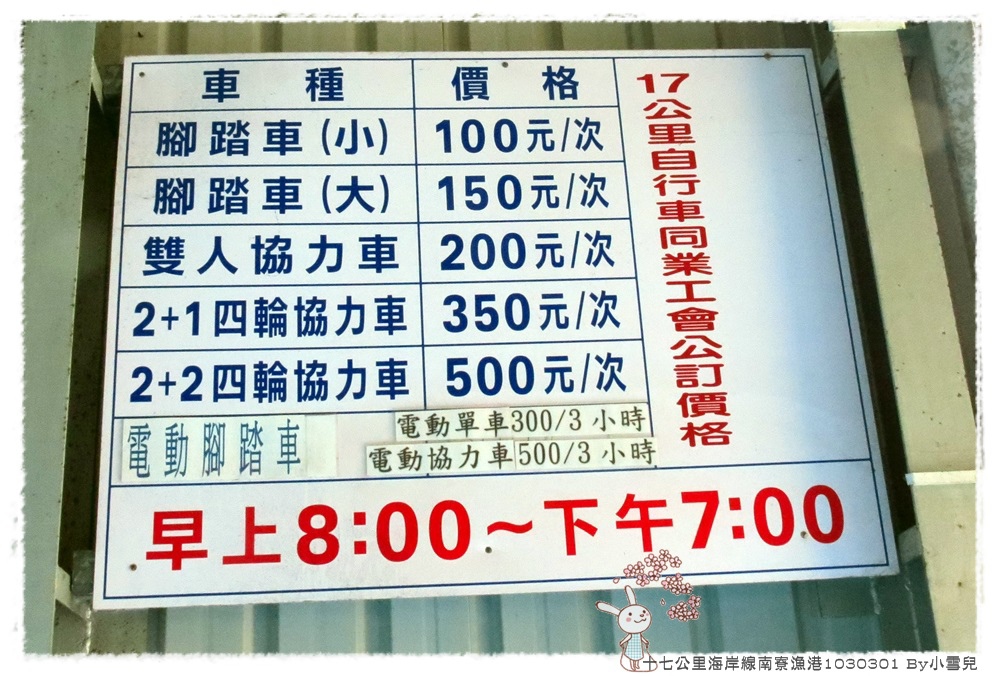 車種 價格
腳踏車(小) 100元/次
腳踏車(大) 150元/次
雙人協力車 200元/次
2+1四輪協力車 350元/次
2+2四輪協力車 500元/次
電動腳踏車 電動單車300/3小時
電動協力車500/3小時
17公里自行車同業工會公訂價格
早上8:00~下午7:00
十七公里海岸線南寮漁港1030301 By小雪兒